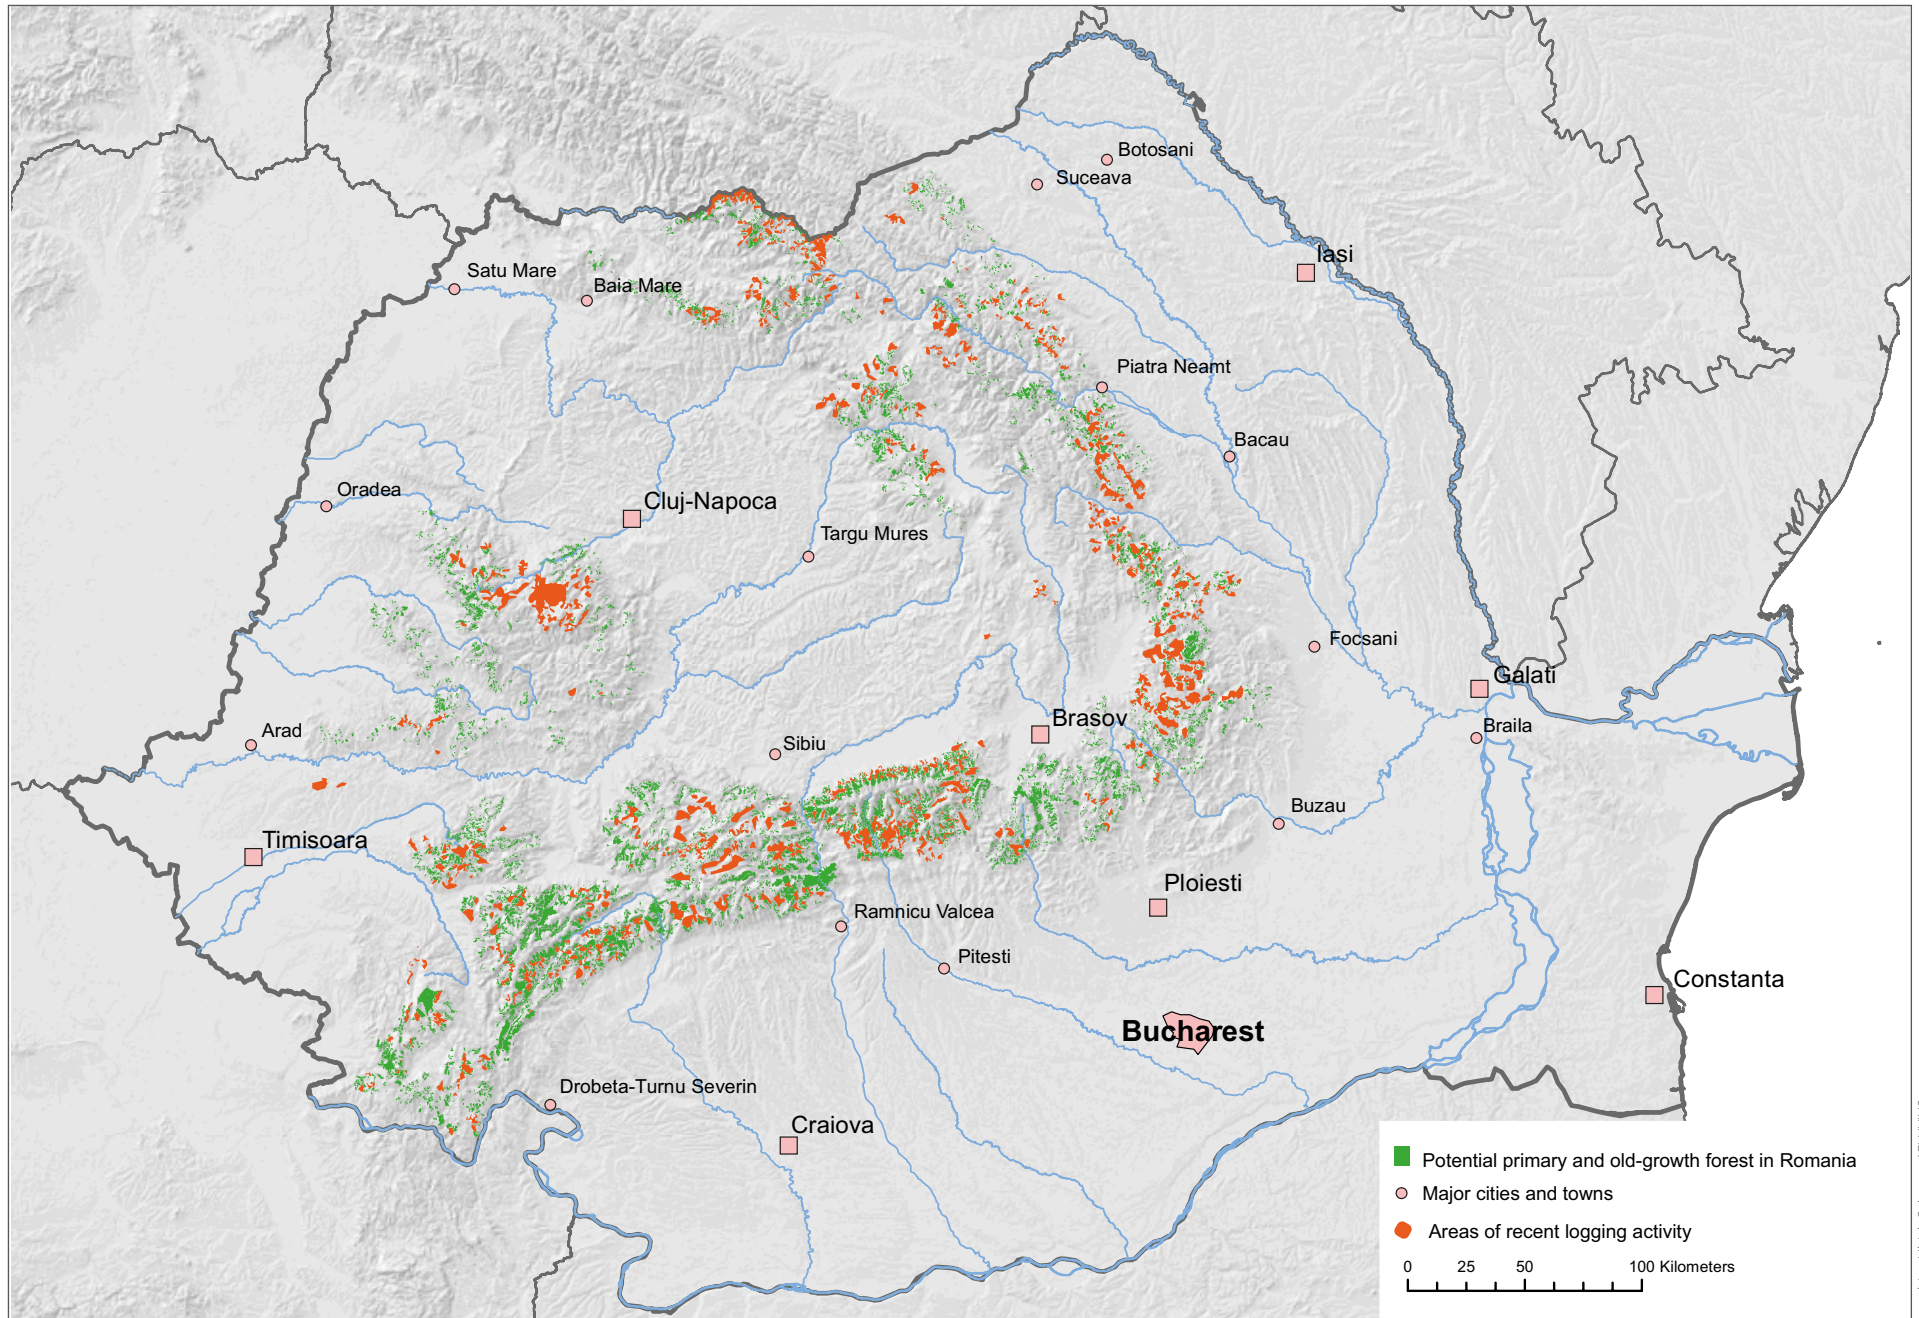 Botosani
Suceava
Iasi
Satu Mare
Baia Mare
Piatra Neamt
Bacau
Oradea
Cluj-Napoca
Targu Mures
Focsani
Galati
Brasov
Braila
Arad
Sibiu
Buzau
Timisoara
Ploiesti
Ramnicu Valcea
Pitesti
Constanta
Bucharest
Drobeta-Turnu Severin
Craiova
Potential primary and old-growth forest in Romania
Major cities and towns
Areas of recent logging activity
0 25 50 100 Kilometers